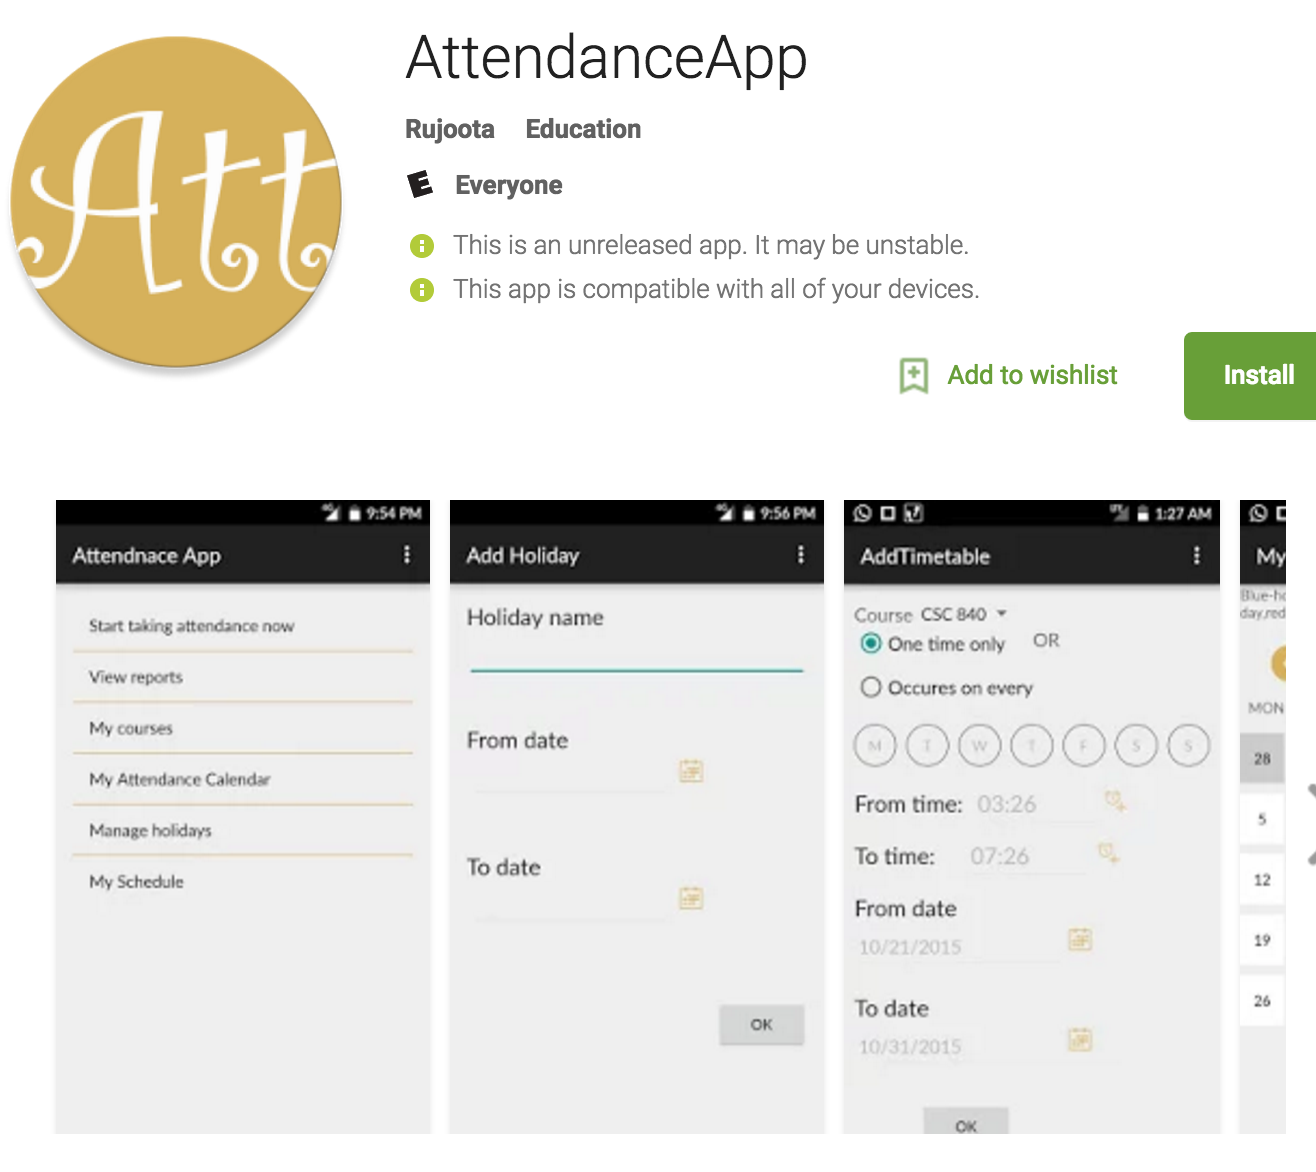 Att
AttendanceApp
Rujoota Education
E Everyone
This is an unreleased app. It may be unstable.
This app is compatible with all of your devices.
Add to wishlist
Install
9:54 PM
Attendnace App
Start taking attendance now
View reports
My courses
My Attendance Calendar
Manage holidays
My Schedule
9:56 PM
Add Holiday
Holiday name
From date
To date
OK
1:27 AM
AddTimetable
Course CSC 840
One time only OR
Occures on every
M T W T F S S
From time: 03:26
To time: 07:26
From date
10/21/2015
To date
10/31/2015
OK
My
day,red
MON
28
5
12
19
26